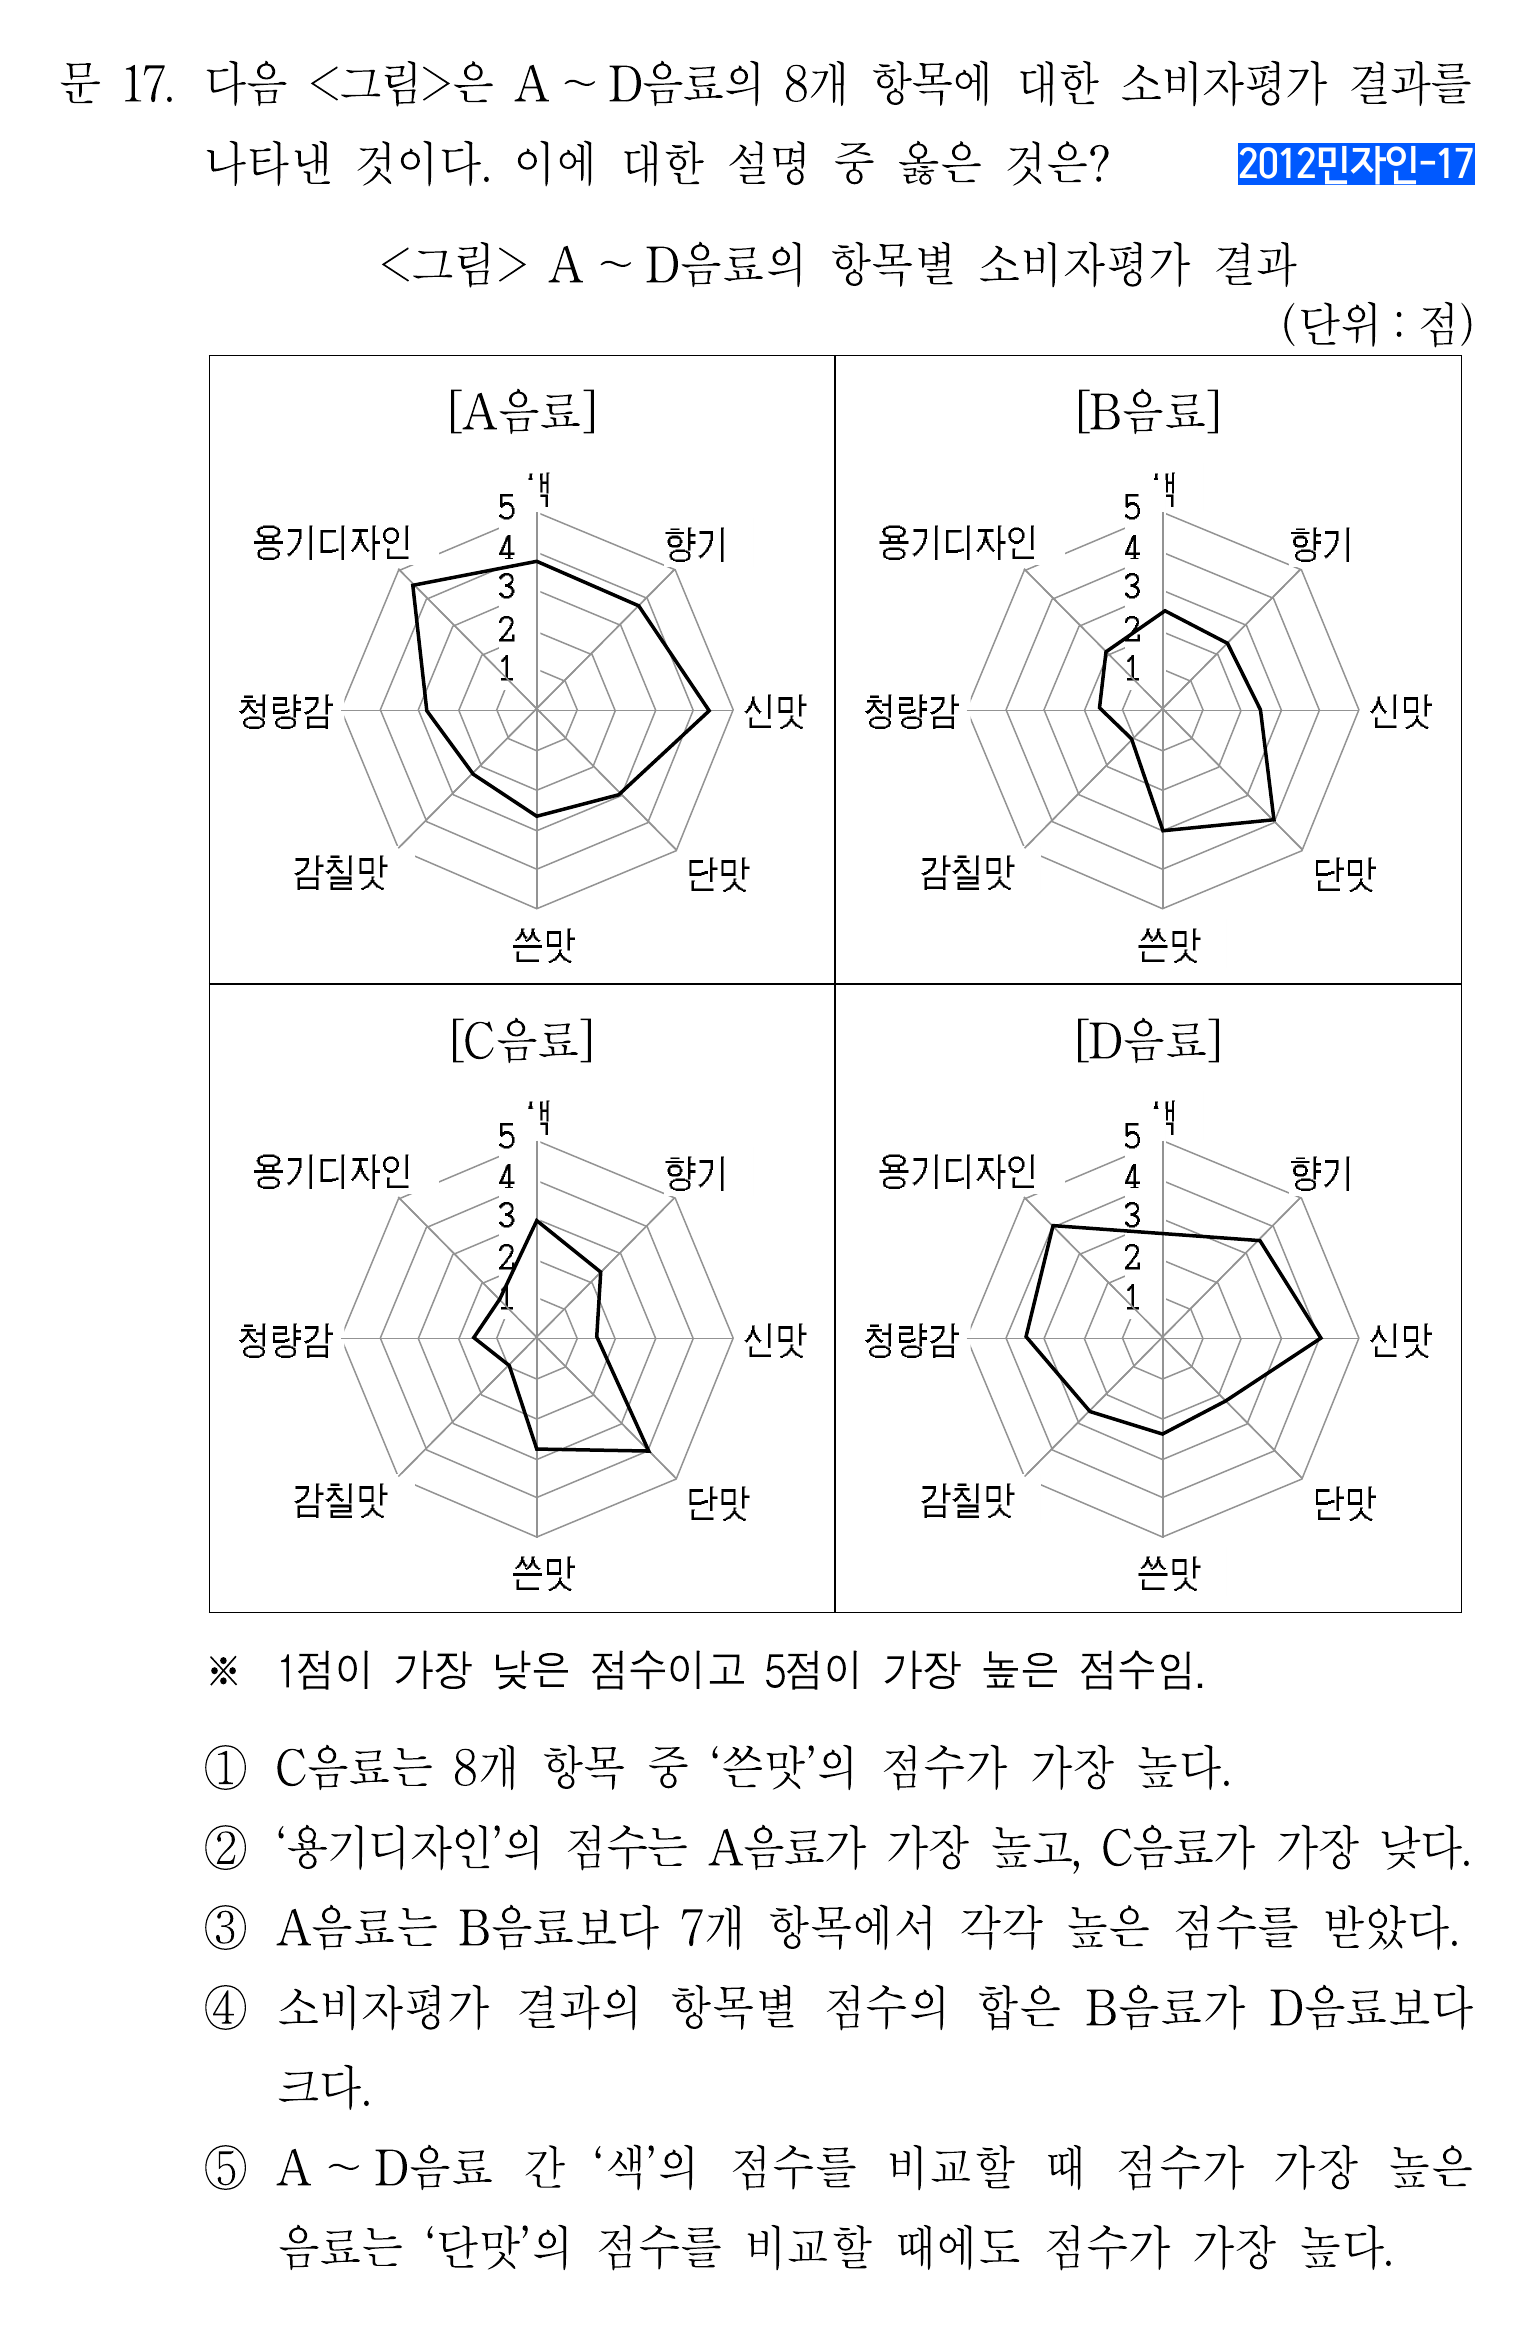 문 17. 다음 <그림>은 A ~ D음료의 8개 항목에 대한 소비자평가 결과를
나타낸 것이다. 이에 대한 설명 중 옳은 것은?
2012민자인-17
<그림> A ~ D음료의 항목별 소비자평가 결과
(단위 : 점)
[A음료]
색
5
4
3
2
1
용기디자인
향기
청량감
신맛
감칠맛
단맛
쓴맛
[B음료]
색
5
4
3
2
1
용기디자인
향기
청량감
신맛
감칠맛
단맛
쓴맛
[C음료]
색
5
4
3
2
1
용기디자인
향기
청량감
신맛
감칠맛
단맛
쓴맛
[D음료]
색
5
4
3
2
1
용기디자인
향기
청량감
신맛
감칠맛
단맛
쓴맛
※ 1점이 가장 낮은 점수이고 5점이 가장 높은 점수임.
① C음료는 8개 항목 중 ‘쓴맛’의 점수가 가장 높다.
② ‘용기디자인’의 점수는 A음료가 가장 높고, C음료가 가장 낮다.
③ A음료는 B음료보다 7개 항목에서 각각 높은 점수를 받았다.
④ 소비자평가 결과의 항목별 점수의 합은 B음료가 D음료보다
크다.
⑤ A ~ D음료 간 ‘색’의 점수를 비교할 때 점수가 가장 높은
음료는 ‘단맛’의 점수를 비교할 때에도 점수가 가장 높다.